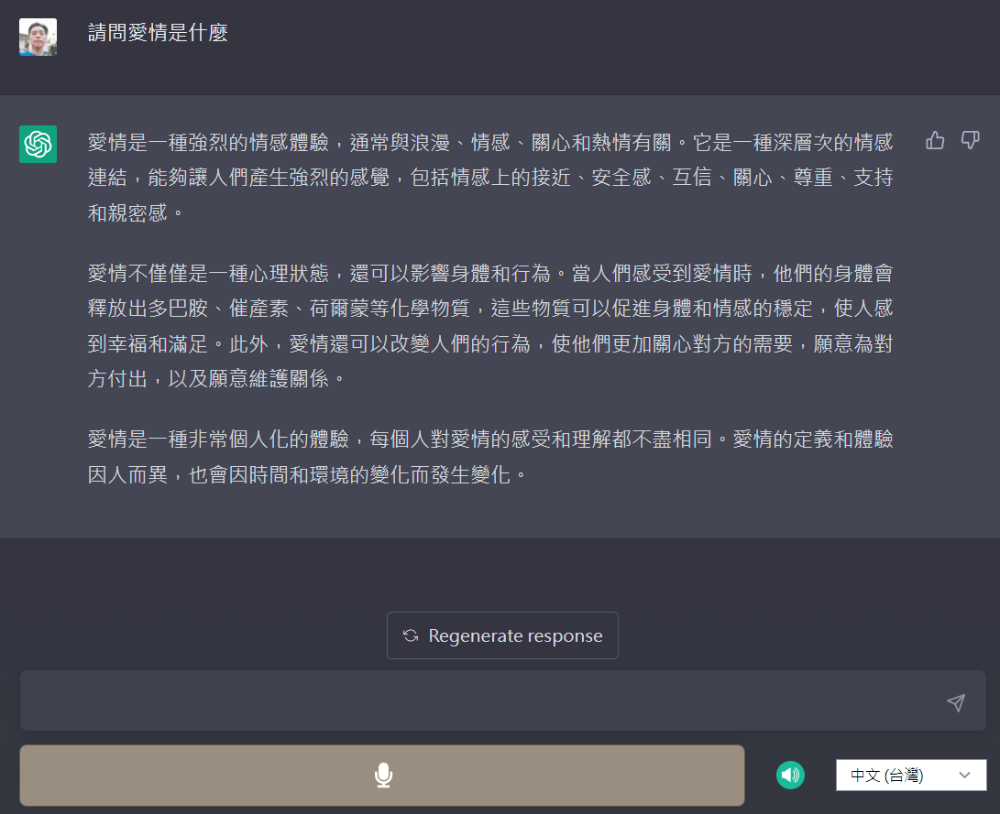 請問愛情是什麼
愛情是一種強烈的情感體驗，通常與浪漫、情感、關心和熱情有關。它是一種深層次的情感
連結，能夠讓人們產生強烈的感覺，包括情感上的接近、安全感、互信、關心、尊重、支持
和親密感。
愛情不僅僅是一種心理狀態，還可以影響身體和行為。當人們感受到愛情時，他們的身體會
釋放出多巴胺、催產素、荷爾蒙等化學物質，這些物質可以促進身體和情感的穩定，使人感
到幸福和滿足。此外，愛情還可以改變人們的行為，使他們更加關心對方的需要，願意為對
方付出，以及願意維護關係。
愛情是一種非常個人化的體驗，每個人對愛情的感受和理解都不盡相同。愛情的定義和體驗
因人而異，也會因時間和環境的變化而發生變化。
Regenerate response
中文 (台灣)